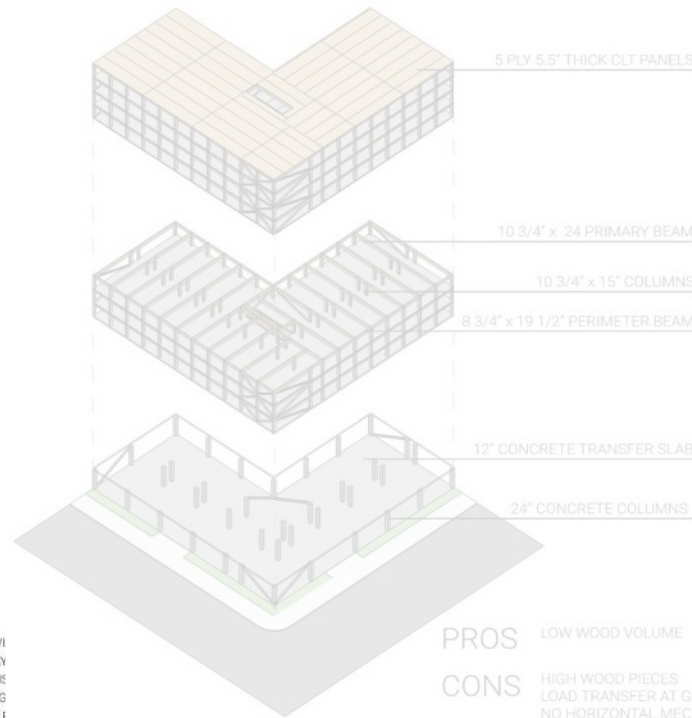 5 PLY 5.5" THICK CLT PANELS
10 3/4" x 24 PRIMARY BEAM
10 3/4" x 15" COLUMNS
8 3/4" x 19 1/2" PERIMETER BEAM
12" CONCRETE TRANSFER SLAB
24" CONCRETE COLUMNS
PROS LOW WOOD VOLUME
CONS HIGH WOOD PIECES
LOAD TRANSFER AT
NO HORIZONTAL